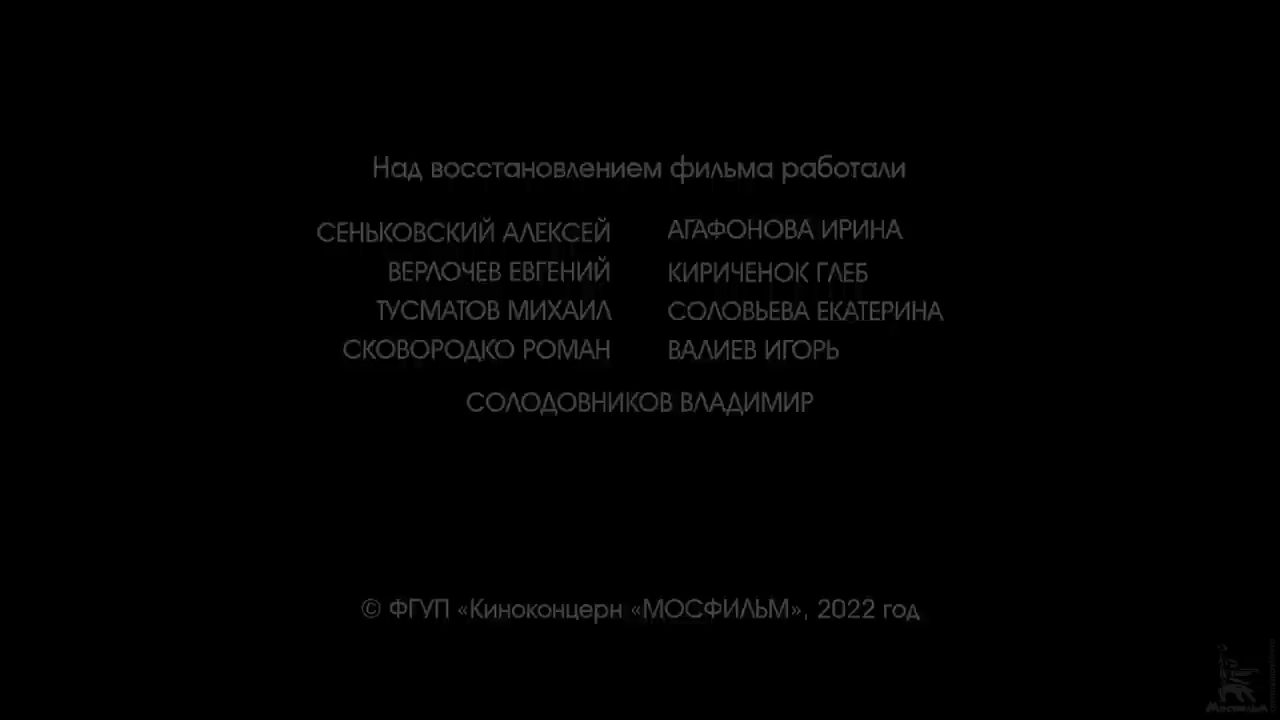 Над восстановлением фильма работали
СЕНЬКОВСКИЙ АЛЕКСЕЙ АГАФОНОВА ИРИНА
ВЕРЛОЧЕВ ЕВГЕНИЙ КИРИЧЕНОК ГЛЕБ
ТУСМАТОВ МИХАИЛ СОЛОВЬЕВА ЕКАТЕРИНА
СКОВОРОДКО РОМАН ВАЛИЕВ ИГОРЬ
СОЛОДОВНИКОВ ВЛАДИМИР
© ФГУП «Киноконцерн «МОСФИЛЬМ», 2022 год
МОСФИЛЬМ